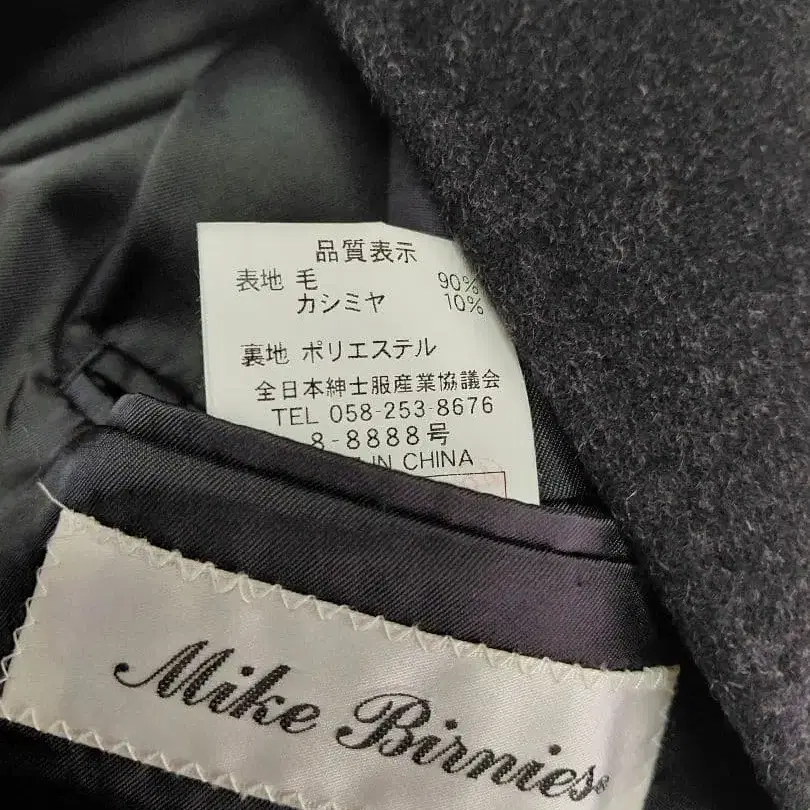 品質表示
表地 毛 90%
カシミヤ 10%
裏地 ポリエステル
全日本紳士服産業協議会
TEL 058-253-8676
8-8888号
IN CHINA
Mike Birnies